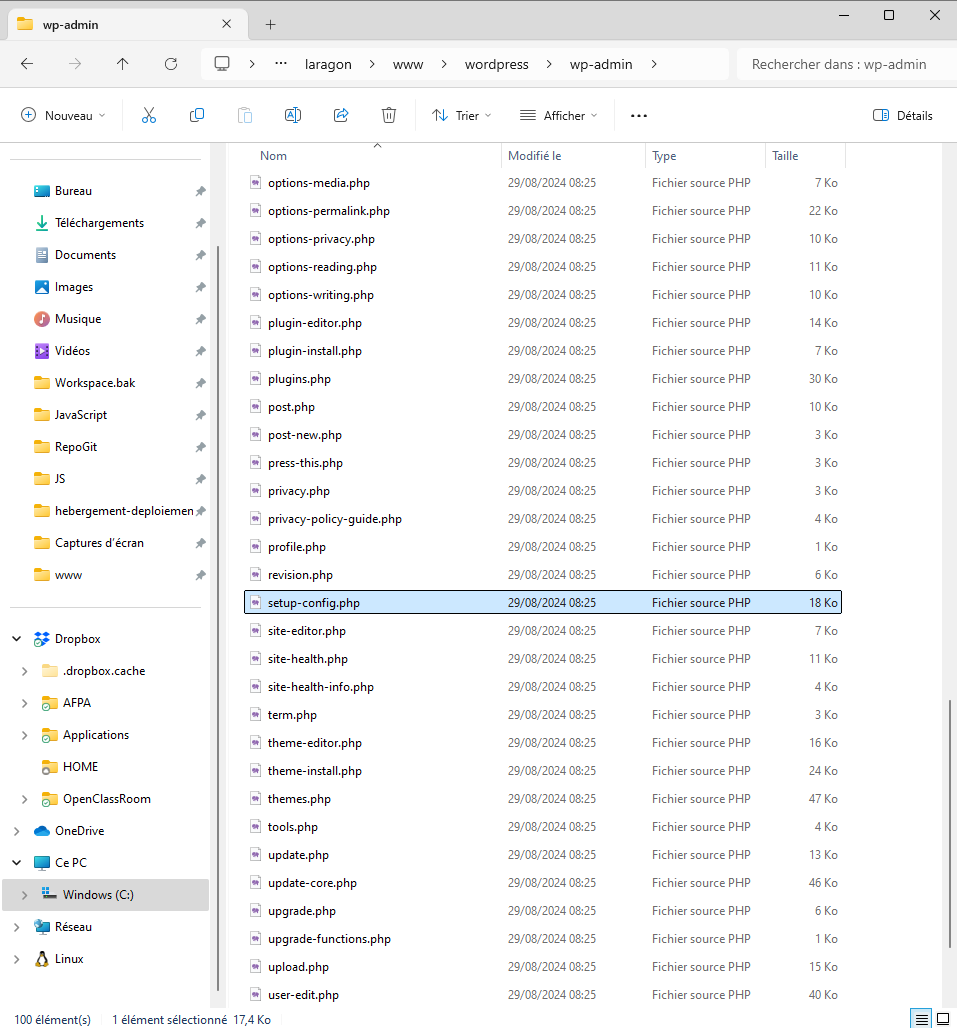 wp-admin
laragon > www > wordpress > wp-admin >
Rechercher dans : wp-admin
Nouveau
Trier
Afficher
Détails
Bureau
Téléchargements
Documents
Images
Musique
Vidéos
Workspace.bak
JavaScript
RepoGit
JS
hebergement-deploiemen
Captures d'écran
www
Dropbox
.dropbox.cache
AFPA
Applications
HOME
OpenClassRoom
OneDrive
Ce PC
Windows (C:)
Réseau
Linux
Nom Modifié le Type Taille
options-media.php 29/08/2024 08:25 Fichier source PHP 7 Ko
options-permalink.php 29/08/2024 08:25 Fichier source PHP 22 Ko
options-privacy.php 29/08/2024 08:25 Fichier source PHP 10 Ko
options-reading.php 29/08/2024 08:25 Fichier source PHP 11 Ko
options-writing.php 29/08/2024 08:25 Fichier source PHP 10 Ko
plugin-editor.php 29/08/2024 08:25 Fichier source PHP 14 Ko
plugin-install.php 29/08/2024 08:25 Fichier source PHP 7 Ko
plugins.php 29/08/2024 08:25 Fichier source PHP 30 Ko
post.php 29/08/2024 08:25 Fichier source PHP 10 Ko
post-new.php 29/08/2024 08:25 Fichier source PHP 3 Ko
press-this.php 29/08/2024 08:25 Fichier source PHP 3 Ko
privacy.php 29/08/2024 08:25 Fichier source PHP 3 Ko
privacy-policy-guide.php 29/08/2024 08:25 Fichier source PHP 4 Ko
profile.php 29/08/2024 08:25 Fichier source PHP 1 Ko
revision.php 29/08/2024 08:25 Fichier source PHP 6 Ko
setup-config.php 29/08/2024 08:25 Fichier source PHP 18 Ko
site-editor.php 29/08/2024 08:25 Fichier source PHP 7 Ko
site-health.php 29/08/2024 08:25 Fichier source PHP 11 Ko
site-health-info.php 29/08/2024 08:25 Fichier source PHP 4 Ko
term.php 29/08/2024 08:25 Fichier source PHP 3 Ko
theme-editor.php 29/08/2024 08:25 Fichier source PHP 16 Ko
theme-install.php 29/08/2024 08:25 Fichier source PHP 24 Ko
themes.php 29/08/2024 08:25 Fichier source PHP 47 Ko
tools.php 29/08/2024 08:25 Fichier source PHP 4 Ko
update.php 29/08/2024 08:25 Fichier source PHP 13 Ko
update-core.php 29/08/2024 08:25 Fichier source PHP 46 Ko
upgrade.php 29/08/2024 08:25 Fichier source PHP 6 Ko
upgrade-functions.php 29/08/2024 08:25 Fichier source PHP 1 Ko
upload.php 29/08/2024 08:25 Fichier source PHP 15 Ko
user-edit.php 29/08/2024 08:25 Fichier source PHP 40 Ko
100 élément(s) 1 élément sélectionné 17,4 Ko